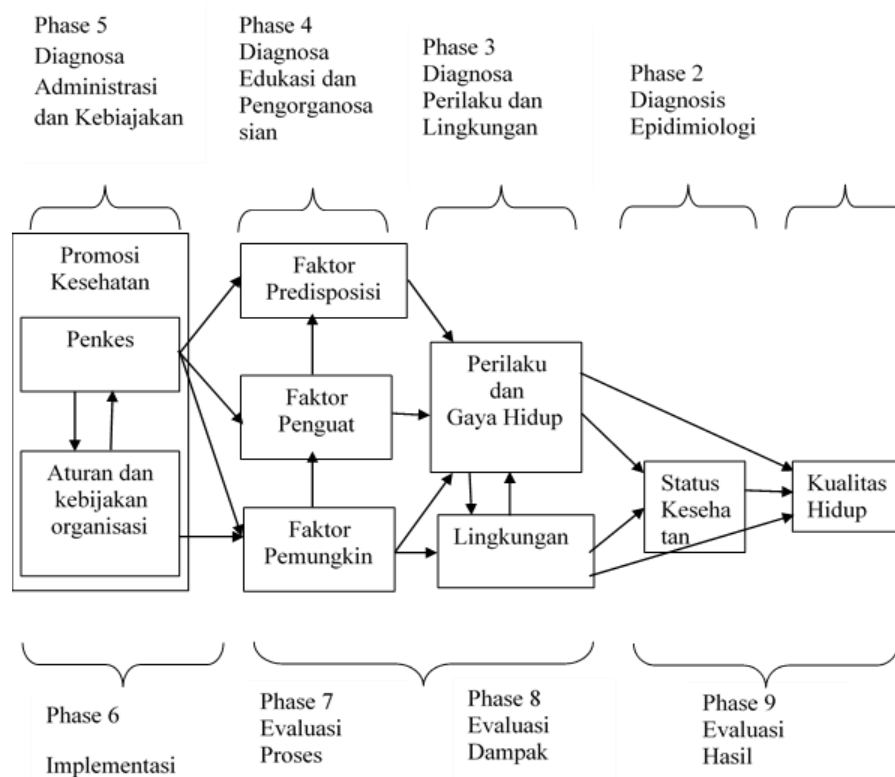 Phase 5
Diagnosa
Administrasi
dan Kebiajakan
Phase 4
Diagnosa
Edukasi dan
Pengorganosa
sian
Phase 3
Diagnosa
Perilaku dan
Lingkungan
Phase 2
Diagnosis
Epidimiologi
Promosi
Kesehatan
Penkes
Aturan dan
kebijakan
organisasi
Faktor
Predisposisi
Faktor
Penguat
Faktor
Pemungkin
Perilaku
dan
Gaya Hidup
Lingkungan
Status
Keseha
tan
Kualitas
Hidup
Phase 6
Implementasi
Phase 7
Evaluasi
Proses
Phase 8
Evaluasi
Dampak
Phase 9
Evaluasi
Hasil